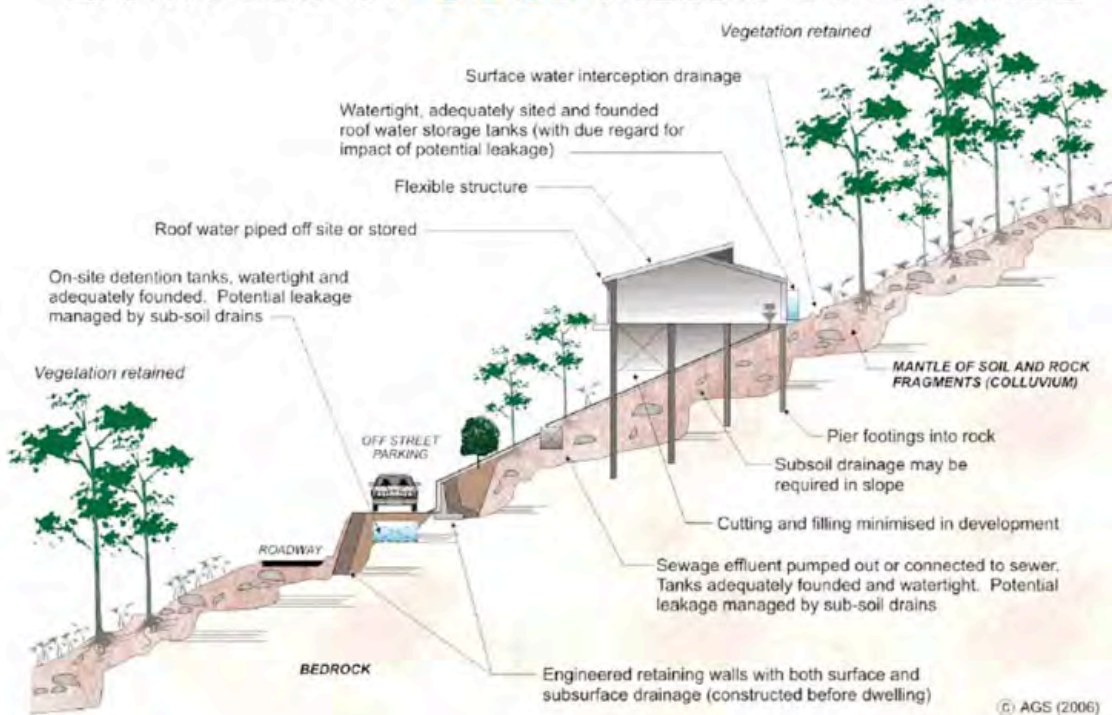 Vegetation retained
Surface water interception drainage
Watertight, adequately sited and founded
roof water storage tanks (with due regard for
impact of potential leakage)
Flexible structure
Roof water piped off site or stored
On-site detention tanks, watertight and
adequately founded. Potential leakage
managed by sub-soil drains
Vegetation retained
OFF STREET
PARKING
ROADWAY
MANTLE OF SOIL AND ROCK
FRAGMENTS (COLLUVIUM)
Pier footings into rock
Subsoil drainage may be
required in slope
Cutting and filling minimised in development
Sewage effluent pumped out or connected to sewer.
Tanks adequately founded and watertight. Potential
leakage managed by sub-soil drains
BEDROCK
Engineered retaining walls with both surface and
subsurface drainage (constructed before dwelling)
© AGS (2006)